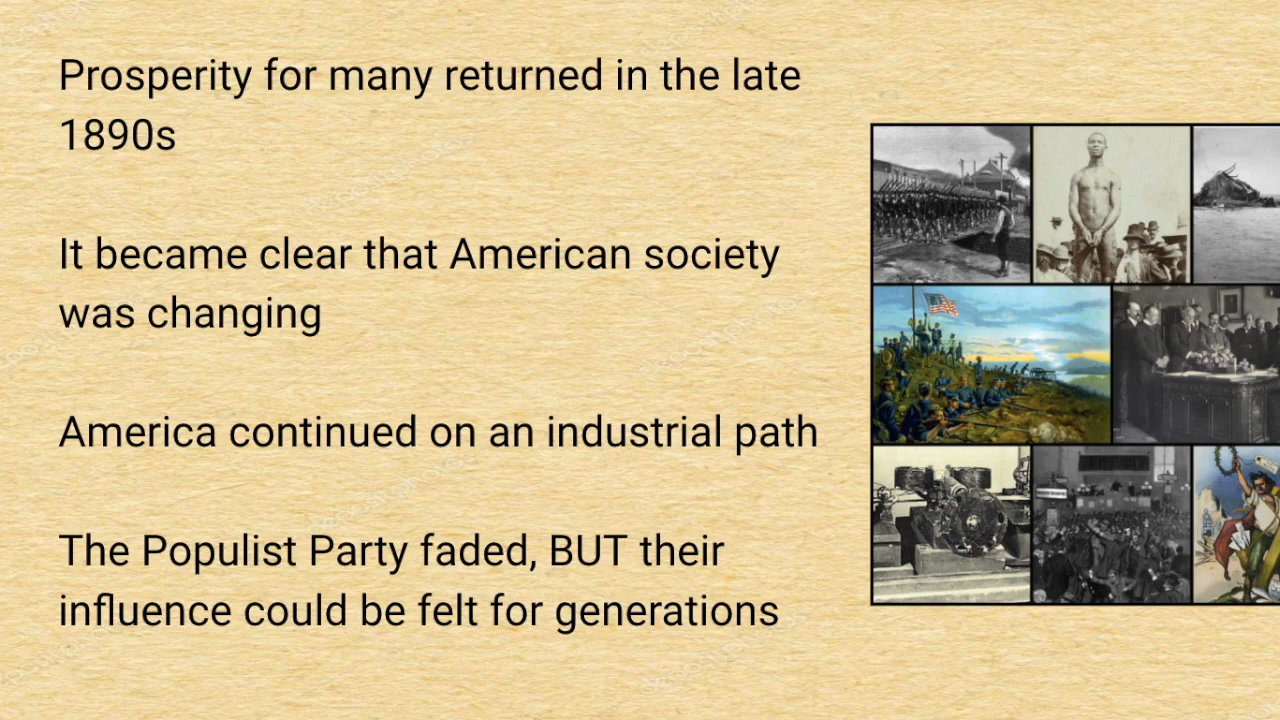 Prosperity for many returned in the late
1890s
It became clear that American society
was changing
America continued on an industrial path
The Populist Party faded, BUT their
influence could be felt for generations